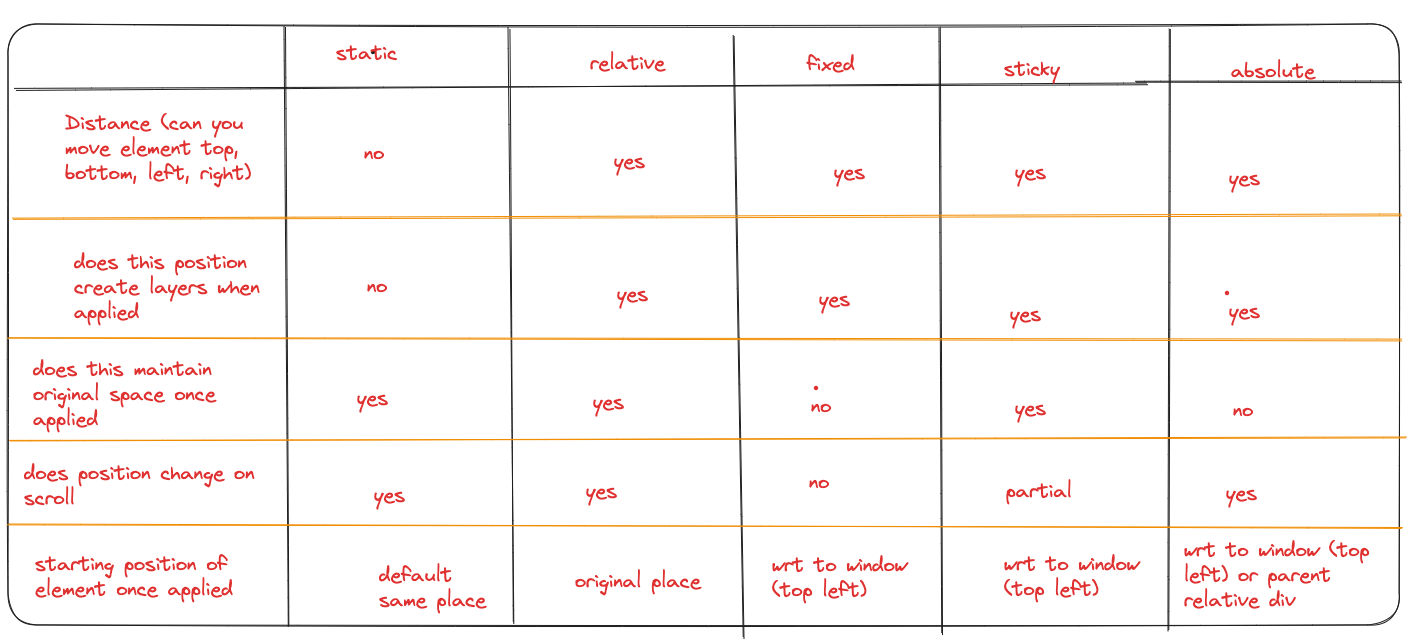 static
relative
fixed
sticky
absolute
Distance (can you
move element top,
bottom, left, right)
no
yes
yes
yes
yes
does this position
create layers when
applied
no
yes
yes
yes
yes
does this maintain
original space once
applied
yes
yes
no
yes
no
does position change on
scroll
yes
yes
no
partial
yes
starting position of
element once applied
default
same place
original place
wrt to window
(top left)
wrt to window
(top left)
wrt to window (top
left) or parent
relative div